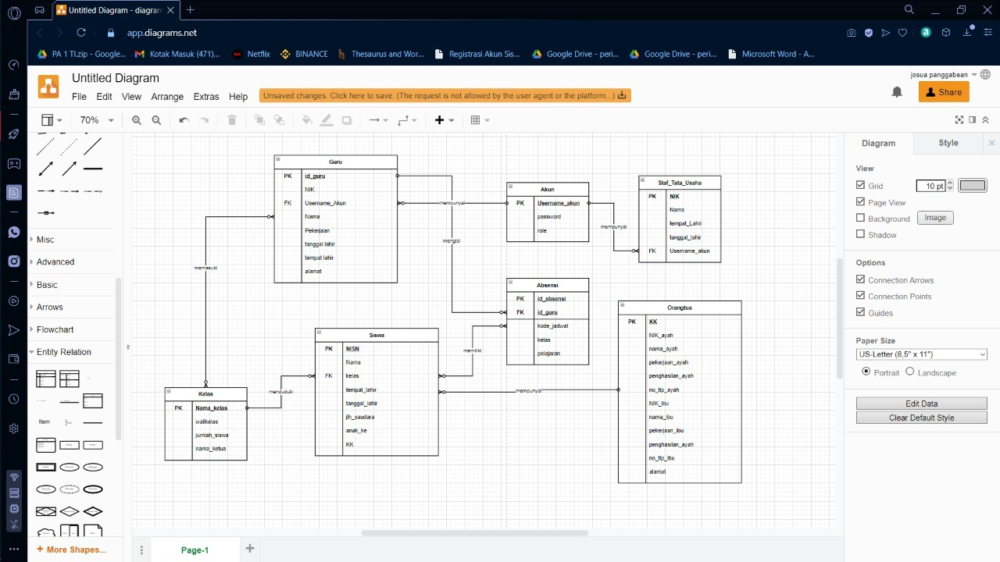 Untitled Diagram - diagram
app.diagrams.net
PA 1 TI.zip - Google...
Kotak Masuk (471)...
Netflix
BINANCE
Thesaurus and Wor...
Registrasi Akun Sis...
Google Drive - peri...
Google Drive - peri...
Microsoft Word - A...
Untitled Diagram
josua panggabean
File Edit View Arrange Extras Help
Unsaved changes. Click here to save. (The request is not allowed by the user agent or the platform...)
Share
70%
Misc
Advanced
Basic
Arrows
Flowchart
Entity Relation
Item
+ More Shapes...
Guru
PK id_guru
NIK
FK Username_Akun
Nama
Pekerjaan
tanggal lahir
tempat lahir
alamat
mempunyai
mengisi
memasuki
Akun
PK Username_akun
password
role
mempunyai
Staf_Tata_Usaha
PK NIK
Nama
tempat_Lahir
tanggal_lahir
FK Username_akun
Absensi
PK id_absensi
FK id_guru
kode_jadwal
kelas
pelajaran
Siswa
PK NISN
Nama
FK kelas
tempat_lahir
tanggal_lahir
jlh_saudara
anak_ke
KK
memiliki
mempunyai
menduduki
Kelas
PK Nama_kelas
walikelas
jumlah_siswa
nama_ketua
Orangtua
PK KK
NIK_ayah
nama_ayah
pekerjaan_ayah
penghasilan_ayah
no_tlp_ayah
NIK_ibu
nama_ibu
pekerjaan_ibu
penghasilan_ayah
no_tlp_ibu
alamat
Page-1
Diagram
Style
View
Grid
10 pt
Page View
Background
Image
Shadow
Options
Connection Arrows
Connection Points
Guides
Paper Size
US-Letter (8,5" x 11")
Portrait
Landscape
Edit Data
Clear Default Style